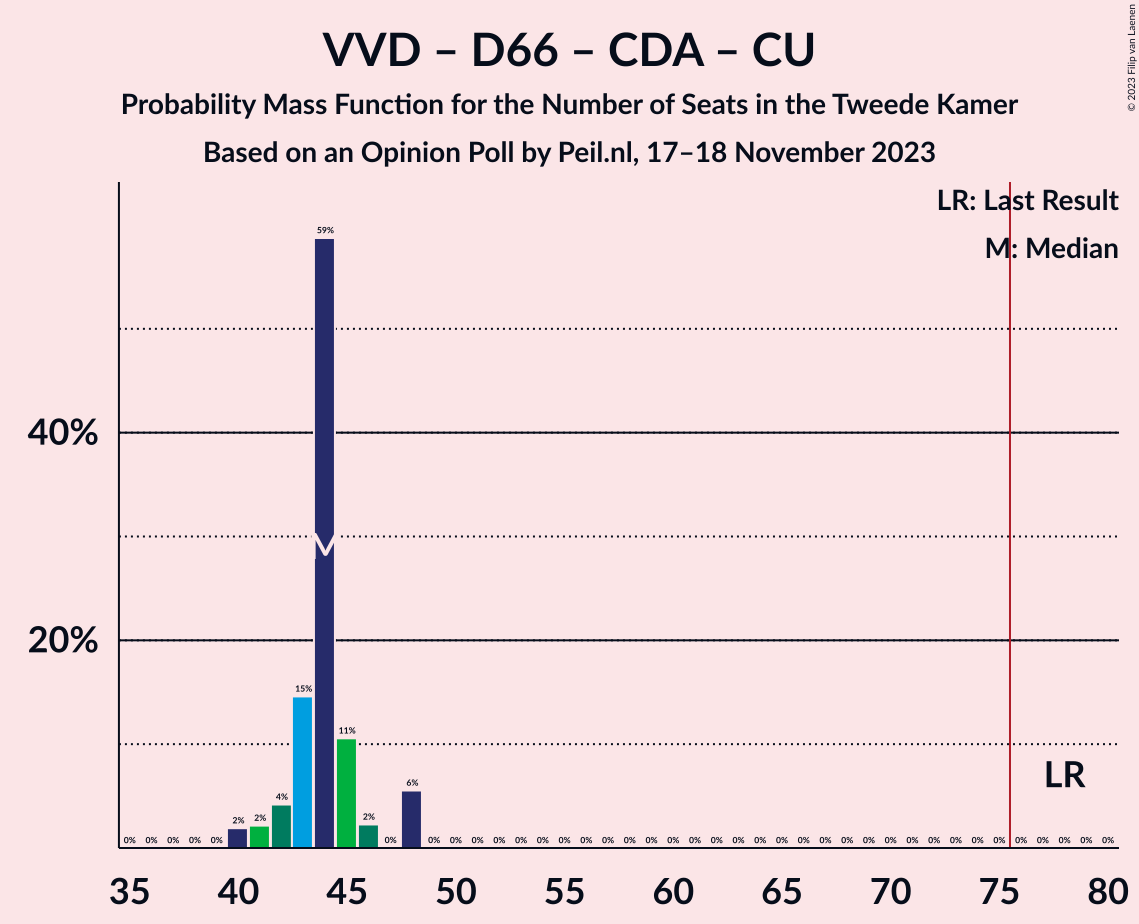 VVD – D66 – CDA – CU
Probability Mass Function for the Number of Seats in the Tweede Kamer
Based on an Opinion Poll by Peil.nl, 17–18 November 2023
© 2023 Filip van Laenen
LR: Last Result
M: Median
59%
40%
M
20%
15%
11%
LR
6%
4%
2% 2% 2%
0% 0% 0% 0% 0% 0% 0% 0% 0% 0% 0% 0% 0% 0% 0% 0% 0% 0% 0% 0% 0% 0% 0% 0% 0% 0% 0% 0% 0% 0% 0% 0% 0% 0% 0% 0% 0% 0%
35 40 45 50 55 60 65 70 75 80